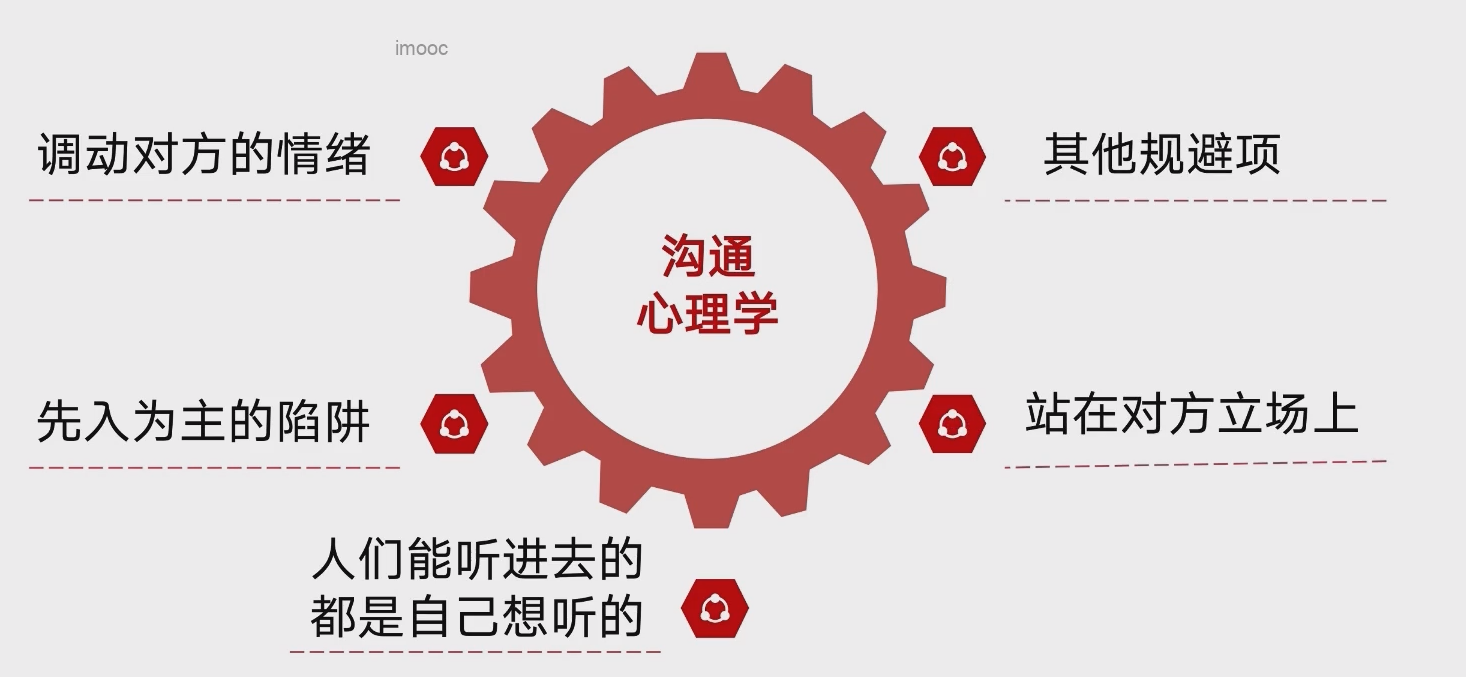 imooc
调动对方的情绪
其他规避项
沟通
心理学
先入为主的陷阱
站在对方立场上
人们能听进去的
都是自己想听的